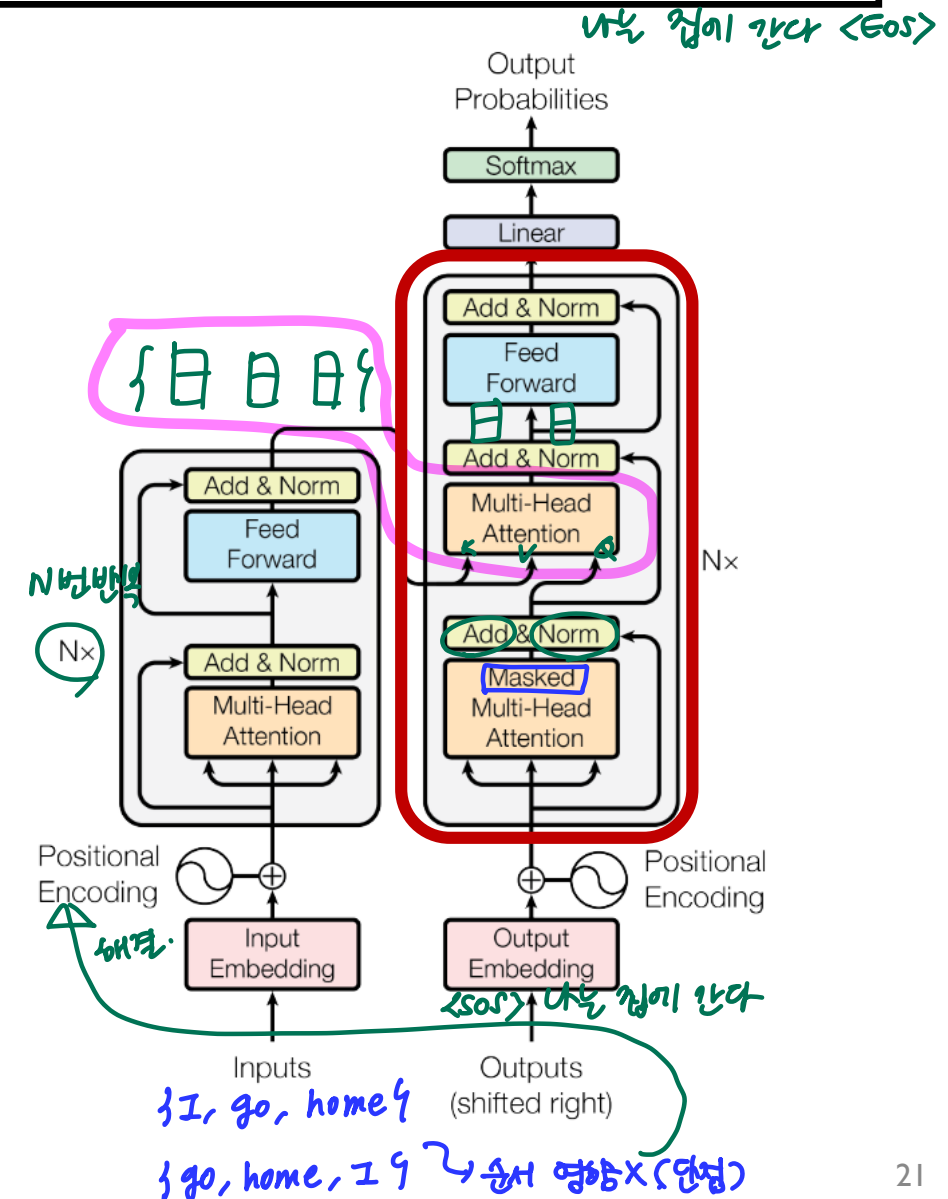 나는 집에 간다 <EOS>
Output
Probabilities
Softmax
Linear
Add & Norm
Feed
Forward
Add & Norm
Multi-Head
Attention
K V Q
Nx
Add & Norm
Masked
Multi-Head
Attention
Add & Norm
Feed
Forward
N번반복
Nx
Add & Norm
Multi-Head
Attention
Positional
Encoding
Positional
Encoding
해결.
Input
Embedding
Output
Embedding
<SOS> 나는 집에 간다
Inputs
Outputs
(shifted right)
{I, go, home}
{go, home, I} 순서 영향X (단점)
21